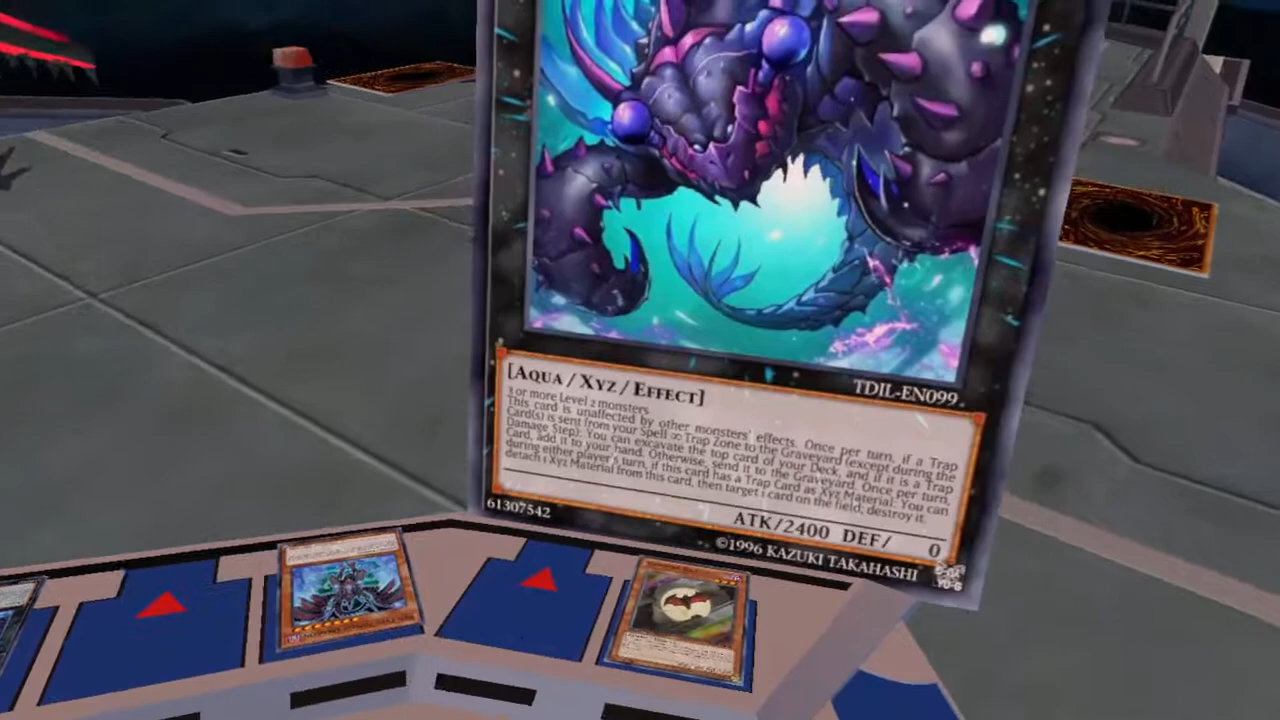 [AQUA / XYZ / EFFECT]
TDIL-EN099
3 or more Level 2 monsters
This card is unaffected by other monsters' effects. Once per turn, if a Trap
Card(s) is sent from your Spell & Trap Zone to the Graveyard (except during the
Damage Step): You can excavate the top card of your Deck, and if it is a Trap
Card, add it to your hand. Otherwise, send it to the Graveyard. Once per turn,
during either player's turn, if this card has a Trap Card as Xyz Material: You can
detach 1 Xyz Material from this card, then target 1 card on the field; destroy it.
ATK/2400 DEF/ 0
61307542
©1996 KAZUKI TAKAHASHI